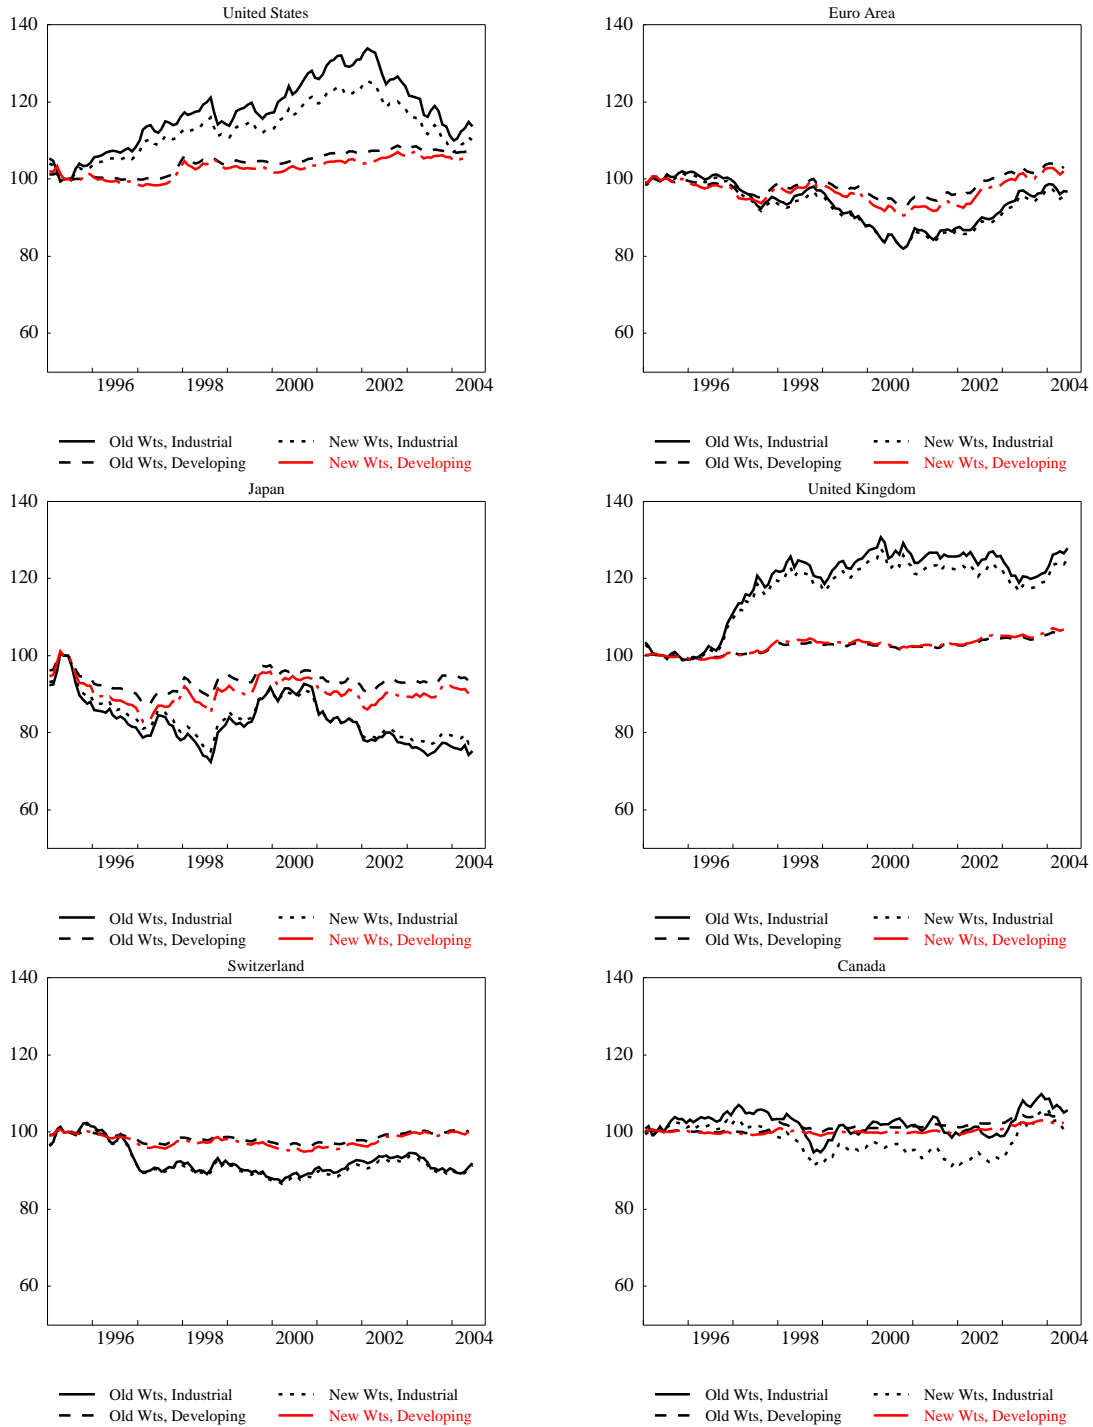 United States
140
120
100
80
60
1996 1998 2000 2002 2004
Old Wts, Industrial New Wts, Industrial
Old Wts, Developing New Wts, Developing
Euro Area
140
120
100
80
60
1996 1998 2000 2002 2004
Old Wts, Industrial New Wts, Industrial
Old Wts, Developing New Wts, Developing
Japan
140
120
100
80
60
1996 1998 2000 2002 2004
Old Wts, Industrial New Wts, Industrial
Old Wts, Developing New Wts, Developing
United Kingdom
140
120
100
80
60
1996 1998 2000 2002 2004
Old Wts, Industrial New Wts, Industrial
Old Wts, Developing New Wts, Developing
Switzerland
140
120
100
80
60
1996 1998 2000 2002 2004
Old Wts, Industrial New Wts, Industrial
Old Wts, Developing New Wts, Developing
Canada
140
120
100
80
60
1996 1998 2000 2002 2004
Old Wts, Industrial New Wts, Industrial
Old Wts, Developing New Wts, Developing